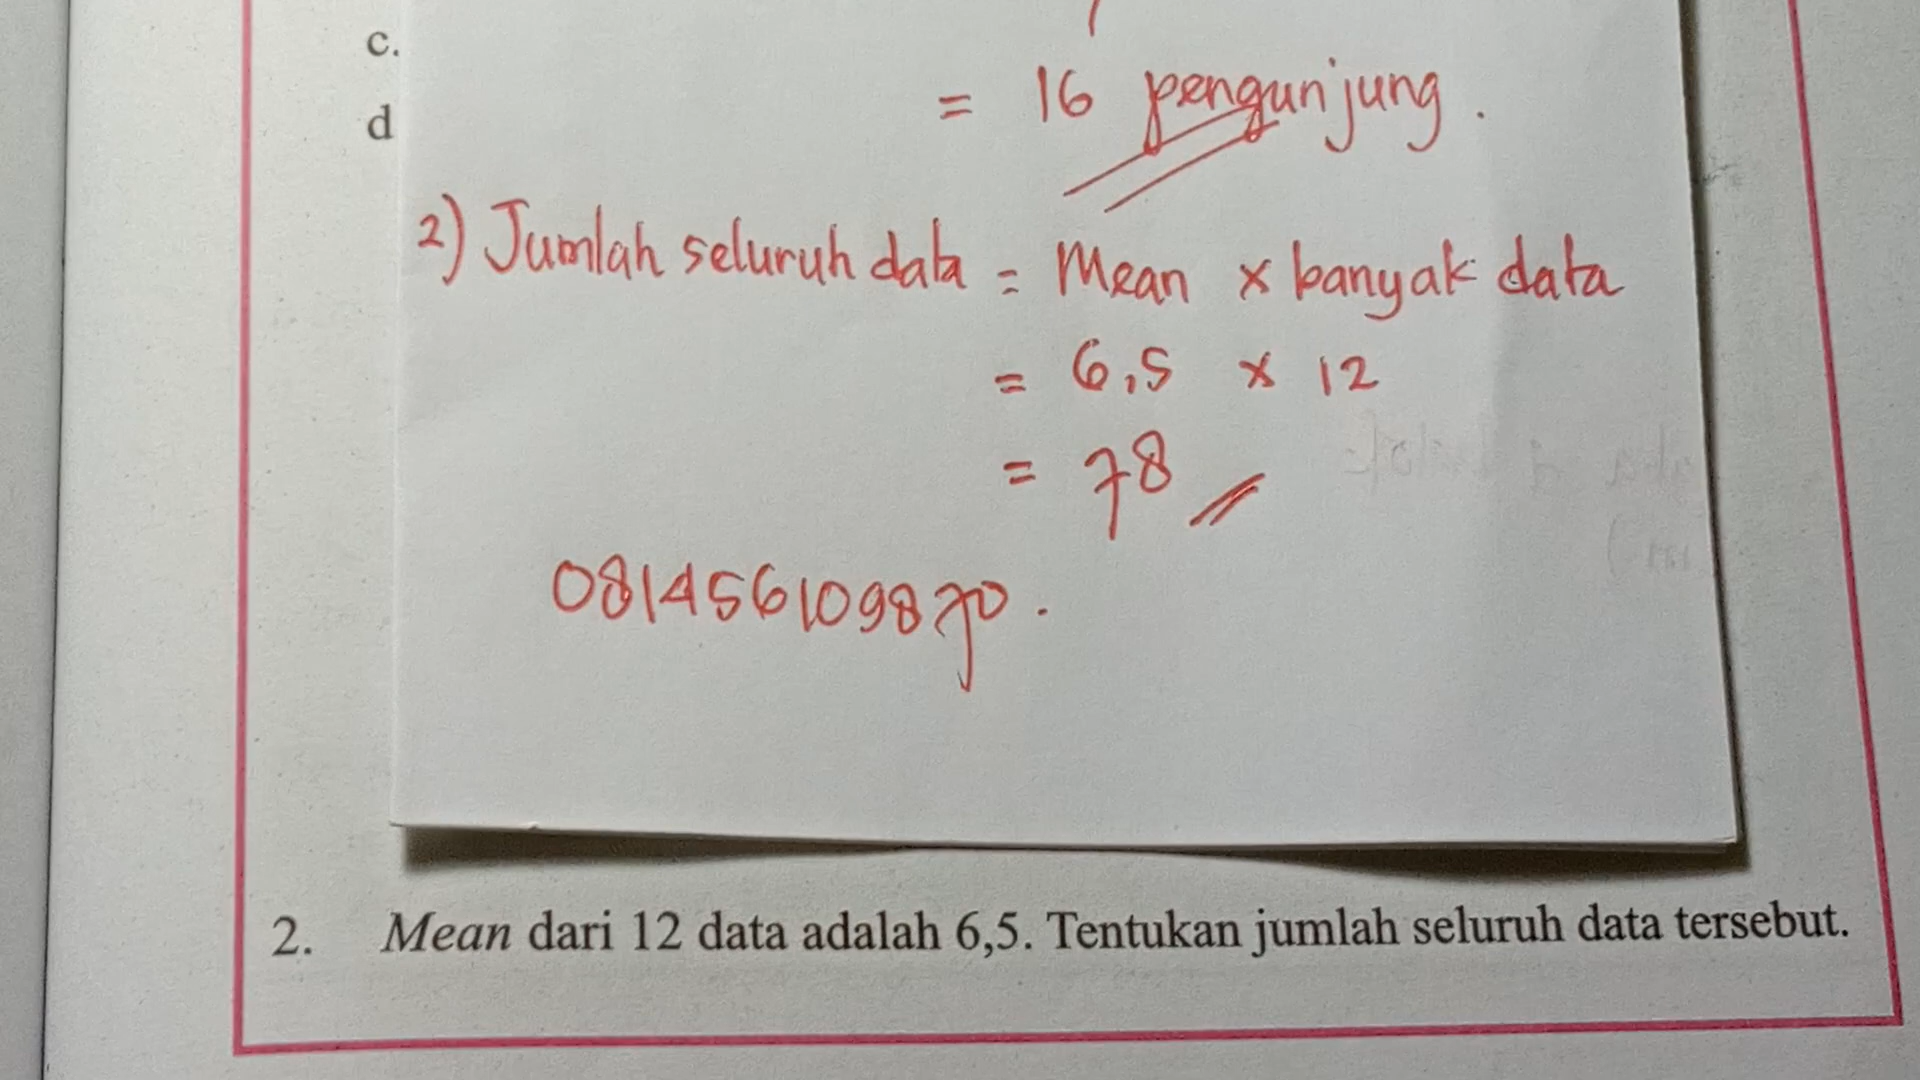 c.
d
= 16 pengunjung.
2) Jumlah seluruh data = Mean x banyak data
= 6,5 x 12
= 78
081456109870.
2. Mean dari 12 data adalah 6,5. Tentukan jumlah seluruh data tersebut.